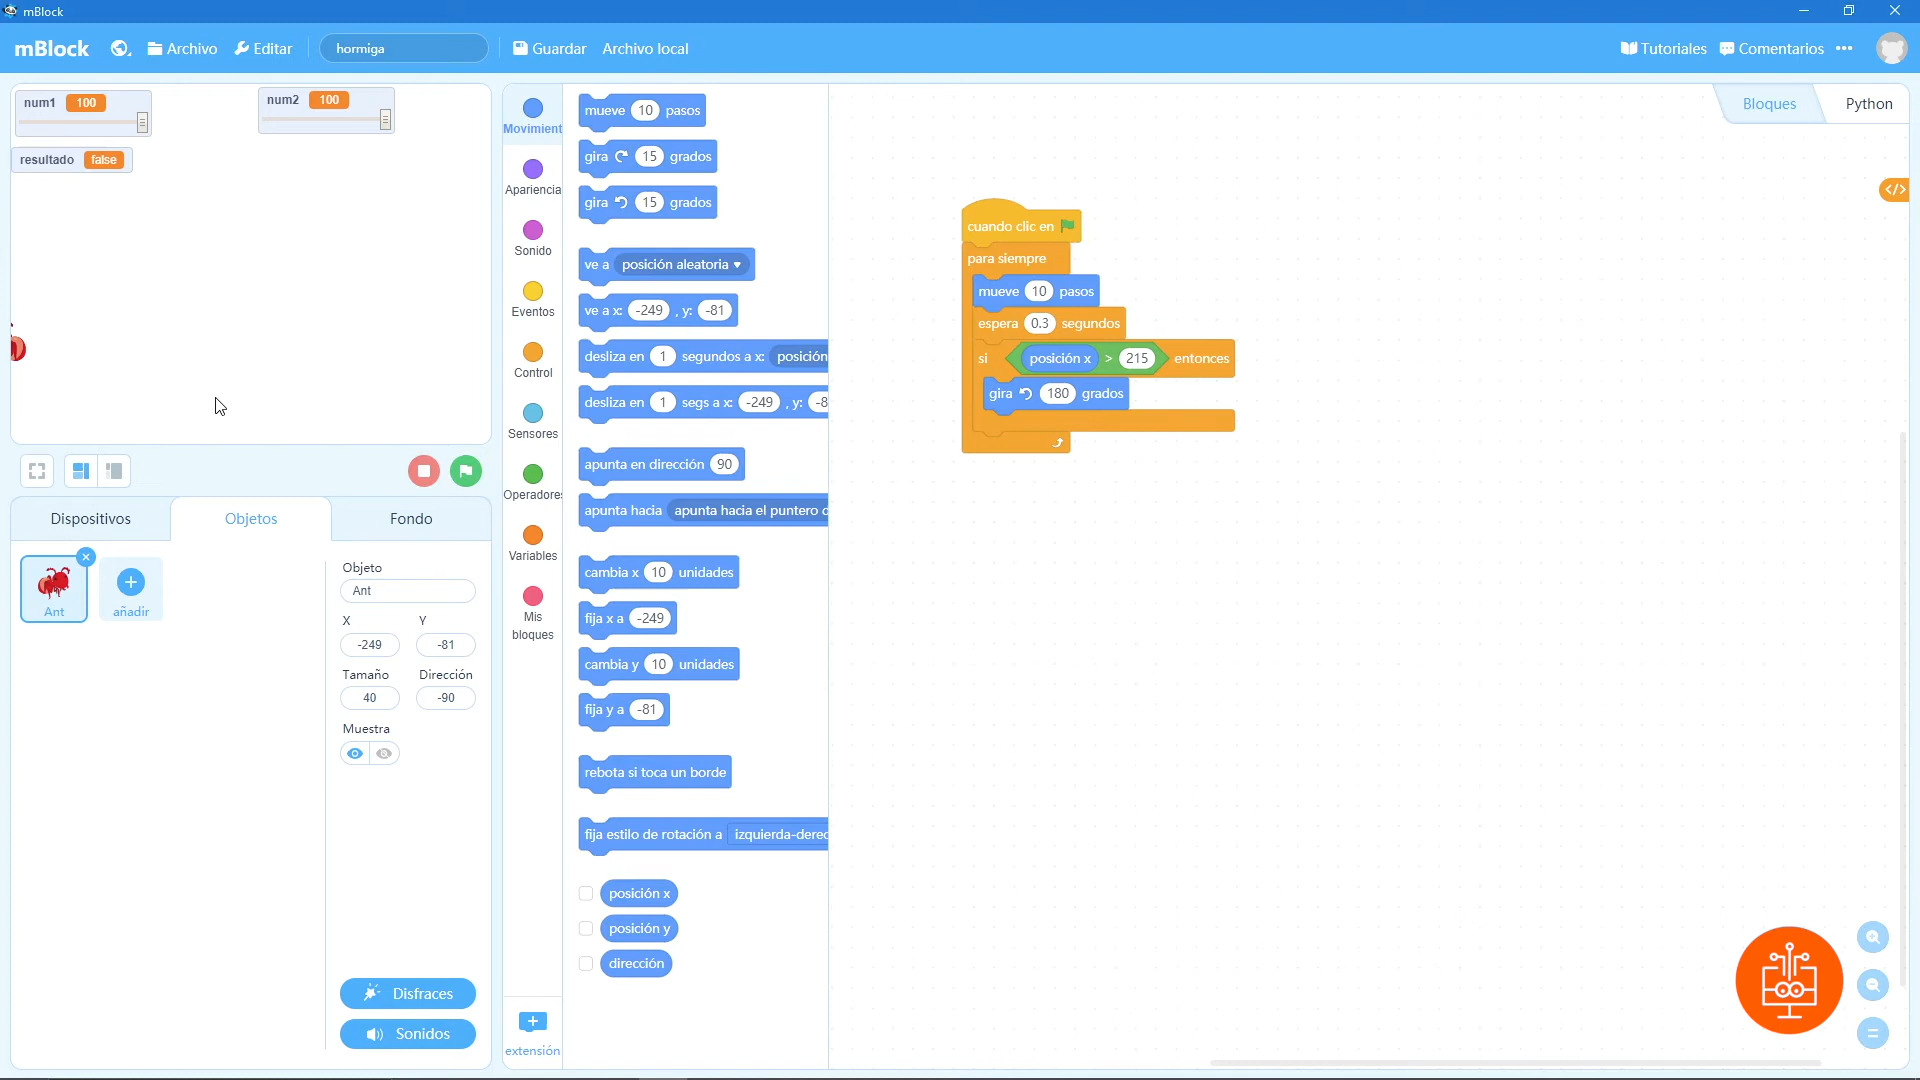 mBlock
mBlock
Archivo
Editar
hormiga
Guardar
Archivo local
Tutoriales
Comentarios
num1 100
num2 100
resultado false
Dispositivos
Objetos
Fondo
Ant
añadir
Objeto
Ant
X
Y
-249
-81
Tamaño
Dirección
40
-90
Muestra
Disfraces
Sonidos
Movimient
Apariencia
Sonido
Eventos
Control
Sensores
Operadores
Variables
Mis
bloques
extensión
mueve 10 pasos
gira 15 grados
gira 15 grados
ve a posición aleatoria
ve a x: -249 , y: -81
desliza en 1 segundos a x: posición
desliza en 1 segs a x: -249 , y: -8
apunta en dirección 90
apunta hacia apunta hacia el puntero d
cambia x 10 unidades
fija x a -249
cambia y 10 unidades
fija y a -81
rebota si toca un borde
fija estilo de rotación a izquierda-derec
posición x
posición y
dirección
cuando clic en
para siempre
mueve 10 pasos
espera 0.3 segundos
si posición x > 215 entonces
gira 180 grados
Bloques
Python
</>